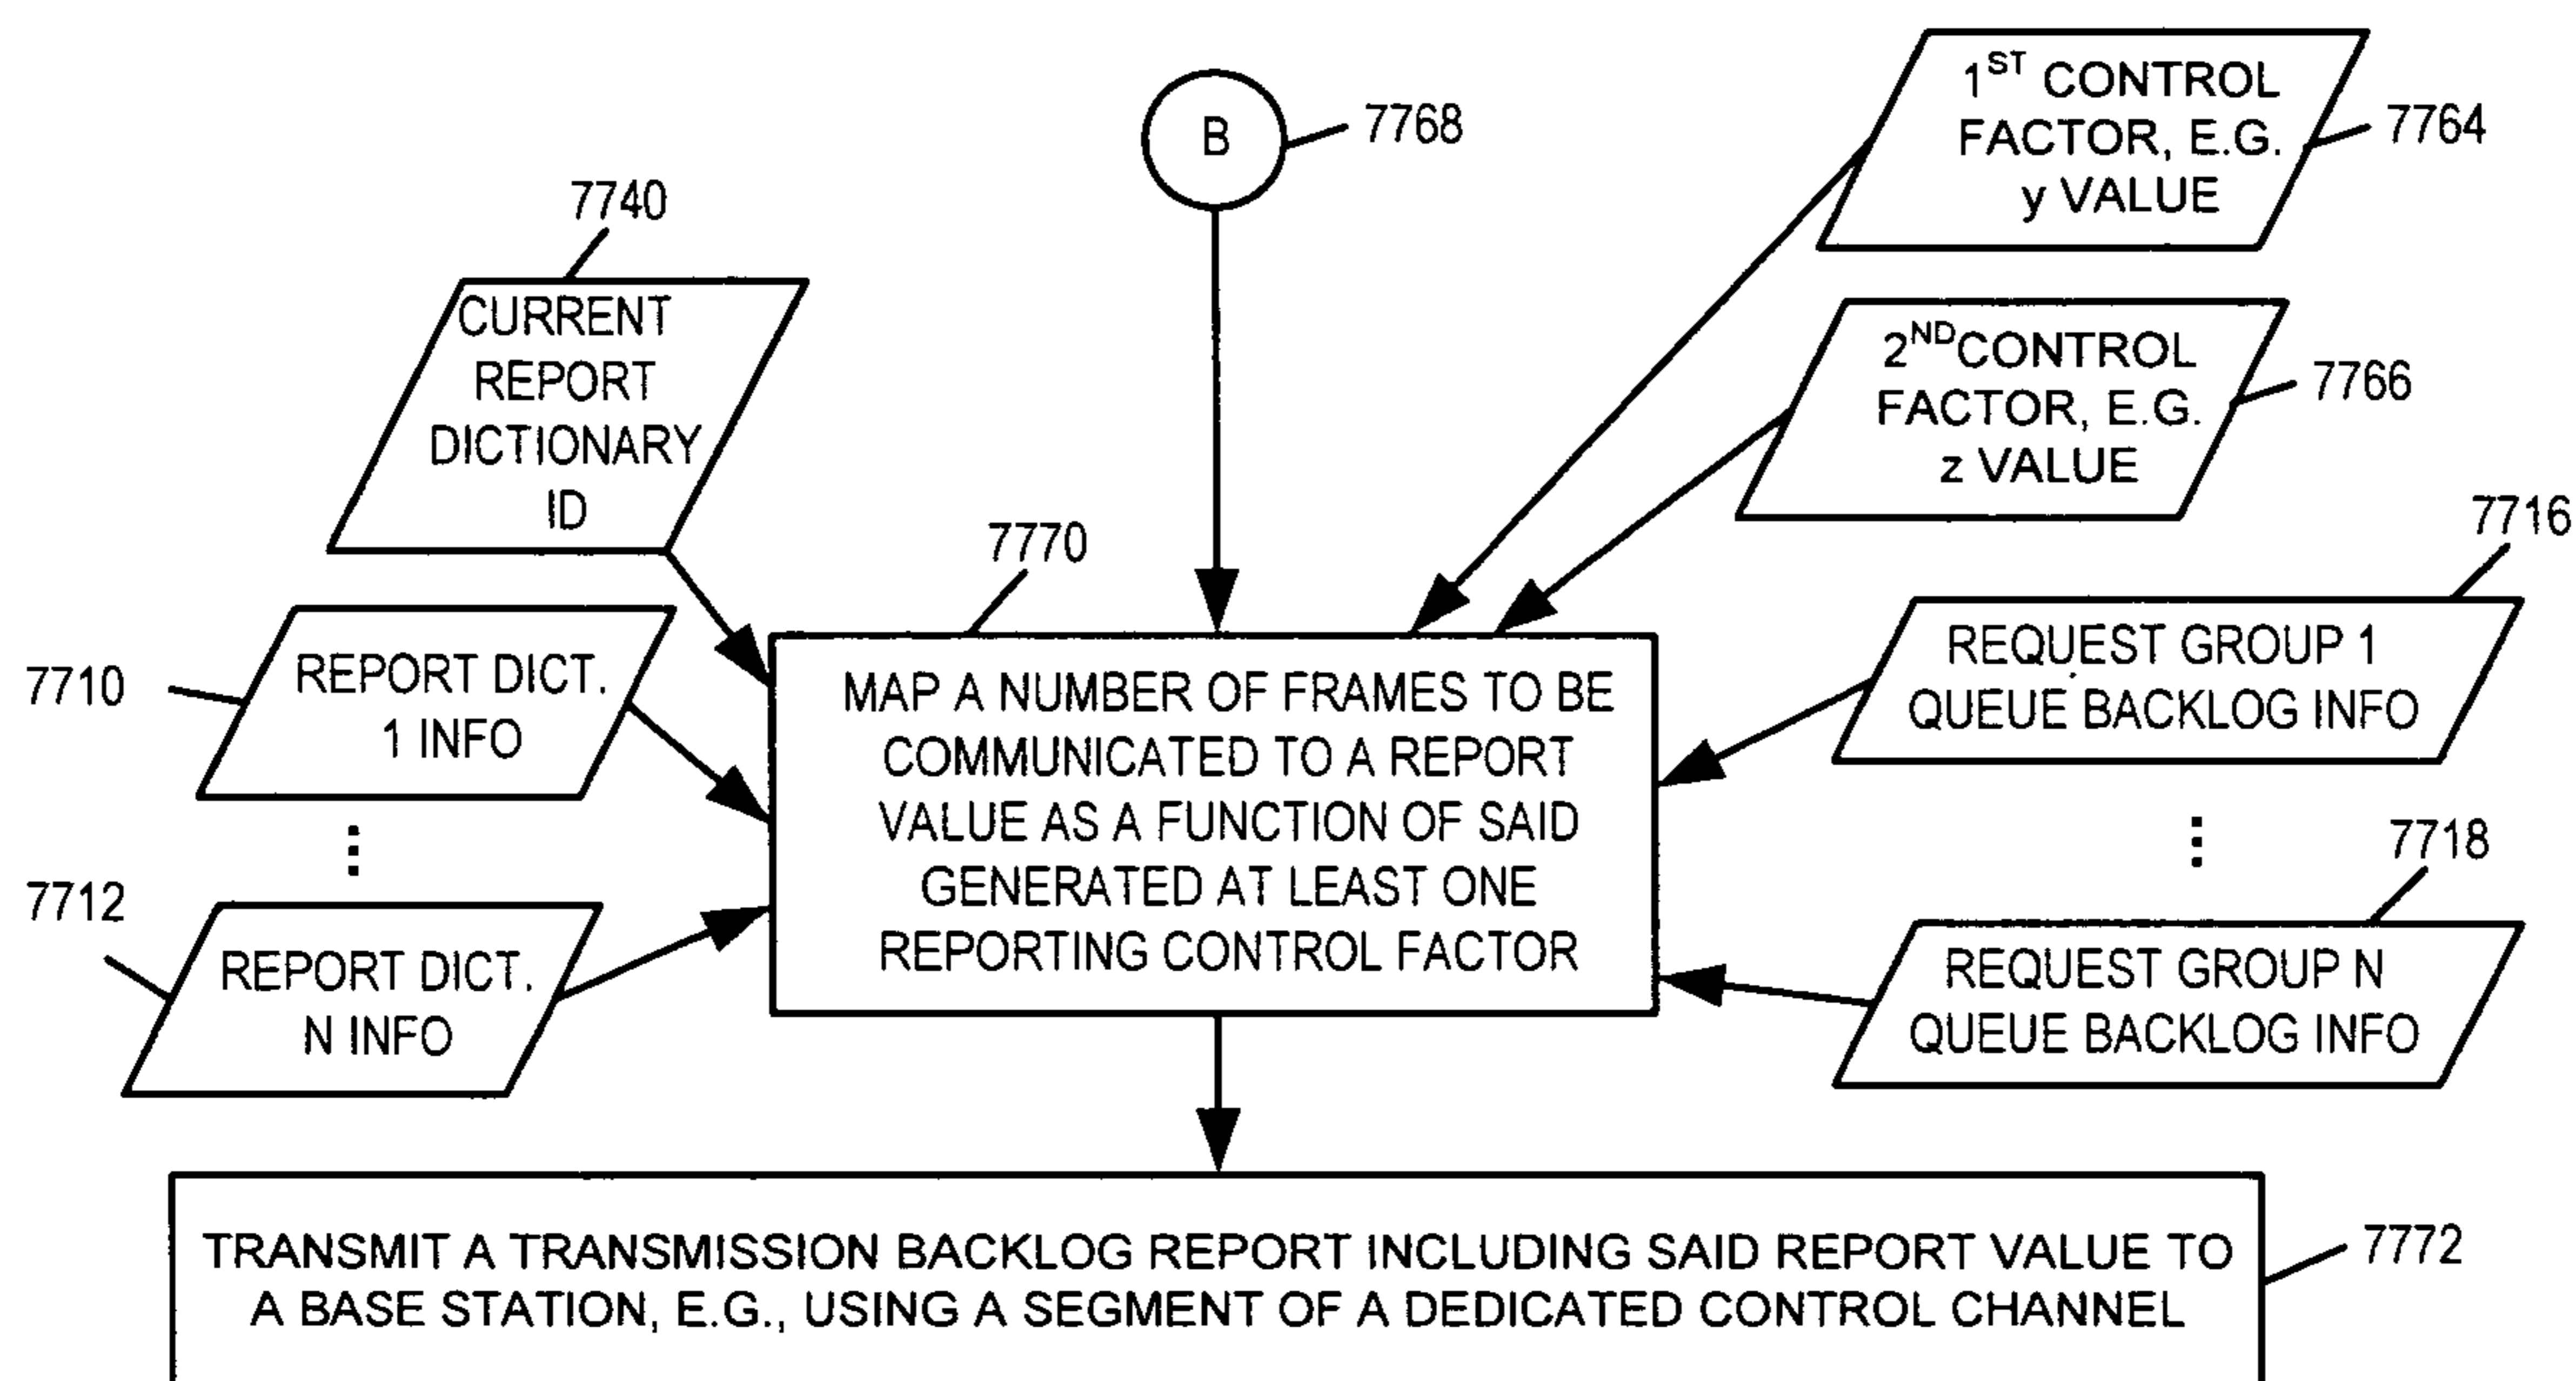 B
7768
1ST CONTROL
FACTOR, E.G.
y VALUE
7764
7740
CURRENT
REPORT
DICTIONARY
ID
2ND CONTROL
FACTOR, E.G.
z VALUE
7766
7770
7716
7710
REPORT DICT.
1 INFO
MAP A NUMBER OF FRAMES TO BE
COMMUNICATED TO A REPORT
VALUE AS A FUNCTION OF SAID
GENERATED AT LEAST ONE
REPORTING CONTROL FACTOR
REQUEST GROUP 1
QUEUE BACKLOG INFO
⋮
⋮
7718
7712
REPORT DICT.
N INFO
REQUEST GROUP N
QUEUE BACKLOG INFO
TRANSMIT A TRANSMISSION BACKLOG REPORT INCLUDING SAID REPORT VALUE TO
A BASE STATION, E.G., USING A SEGMENT OF A DEDICATED CONTROL CHANNEL
7772